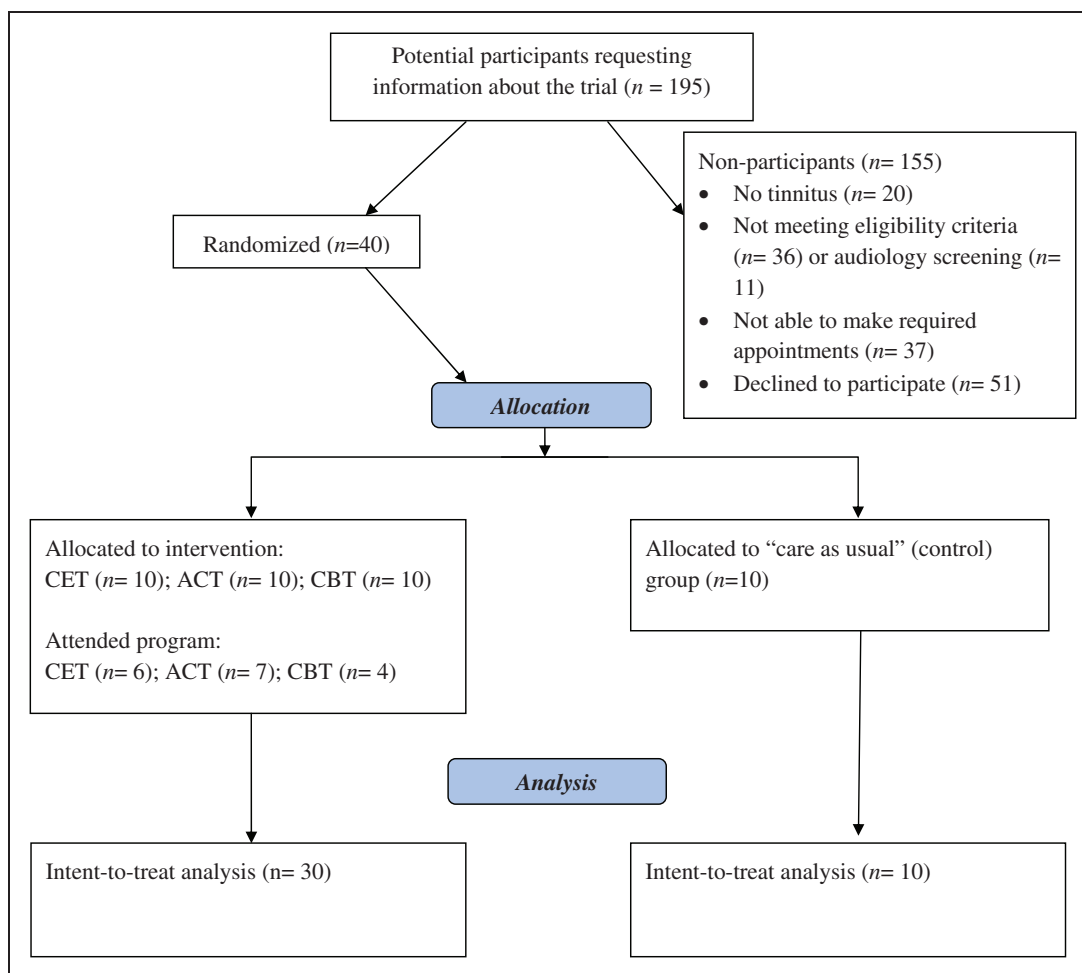 Potential participants requesting
information about the trial (n = 195)
Non-participants (n= 155)
• No tinnitus (n= 20)
• Not meeting eligibility criteria
(n= 36) or audiology screening (n=
11)
• Not able to make required
appointments (n= 37)
• Declined to participate (n= 51)
Randomized (n=40)
Allocation
Allocated to intervention:
CET (n= 10); ACT (n= 10); CBT (n= 10)
Attended program:
CET (n= 6); ACT (n= 7); CBT (n= 4)
Allocated to “care as usual” (control)
group (n=10)
Analysis
Intent-to-treat analysis (n= 30)
Intent-to-treat analysis (n= 10)